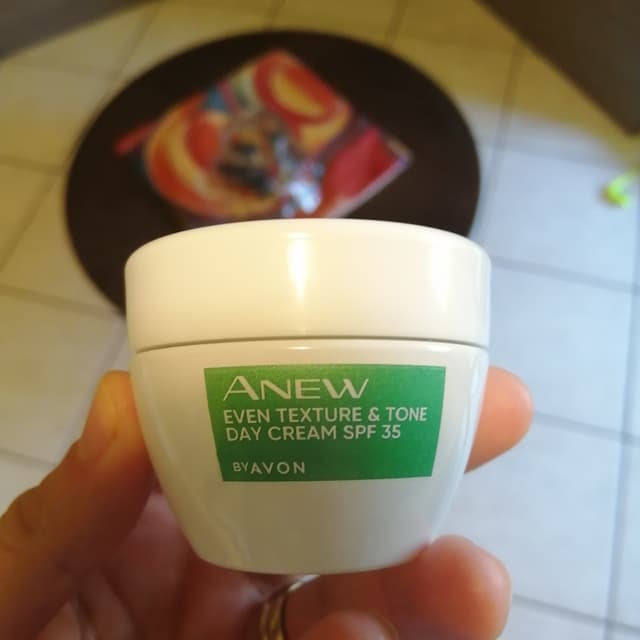 ANEW
EVEN TEXTURE & TONE
DAY CREAM SPF 35
BY AVON